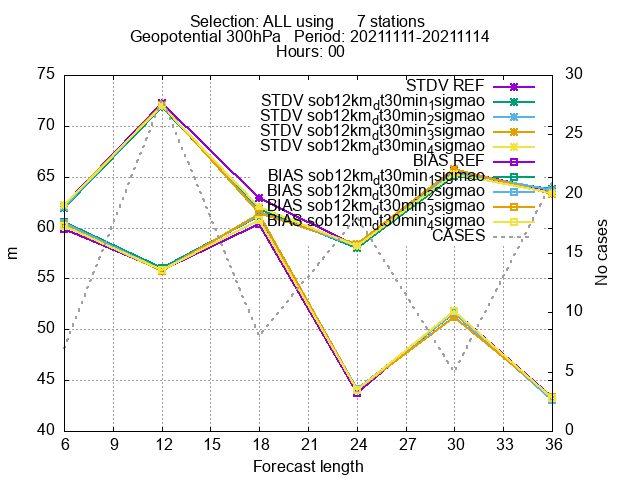 Selection: ALL using 7 stations
Geopotential 300hPa Period: 20211111-20211114
Hours: 00
75
70
65
60
55
50
45
40
30
25
20
15
10
5
0
m
No cases
STDV REF
STDV sob12km_dt30min_1sigmao
STDV sob12km_dt30min_2sigmao
STDV sob12km_dt30min_3sigmao
STDV sob12km_dt30min_4sigmao
BIAS REF
BIAS sob12km_dt30min_1sigmao
BIAS sob12km_dt30min_2sigmao
BIAS sob12km_dt30min_3sigmao
BIAS sob12km_dt30min_4sigmao
CASES
6 9 12 15 18 21 24 27 30 33 36
Forecast length